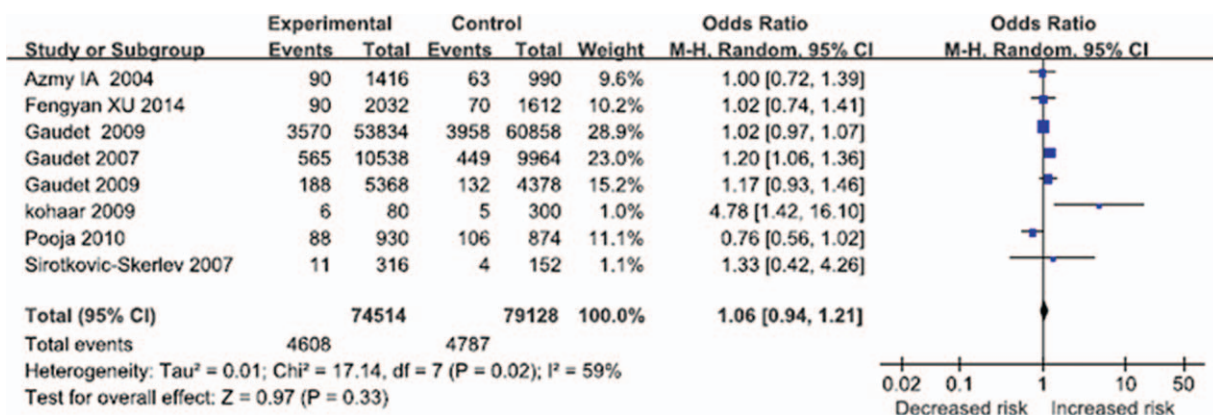 Experimental Control Odds Ratio Odds Ratio
Study or Subgroup Events Total Events Total Weight M-H, Random, 95% CI M-H, Random, 95% CI
Azmy IA 2004 90 1416 63 990 9.6% 1.00 [0.72, 1.39]
Fengyan XU 2014 90 2032 70 1612 10.2% 1.02 [0.74, 1.41]
Gaudet 2009 3570 53834 3958 60858 28.9% 1.02 [0.97, 1.07]
Gaudet 2007 565 10538 449 9964 23.0% 1.20 [1.06, 1.36]
Gaudet 2009 188 5368 132 4378 15.2% 1.17 [0.93, 1.46]
kohaar 2009 6 80 5 300 1.0% 4.78 [1.42, 16.10]
Pooja 2010 88 930 106 874 11.1% 0.76 [0.56, 1.02]
Sirotkovic-Skerlev 2007 11 316 4 152 1.1% 1.33 [0.42, 4.26]
Total (95% CI) 74514 79128 100.0% 1.06 [0.94, 1.21]
Total events 4608 4787
Heterogeneity: Tau² = 0.01; Chi² = 17.14, df = 7 (P = 0.02); I² = 59%
Test for overall effect: Z = 0.97 (P = 0.33)
0.02 0.1 1 10 50
Decreased risk Increased risk